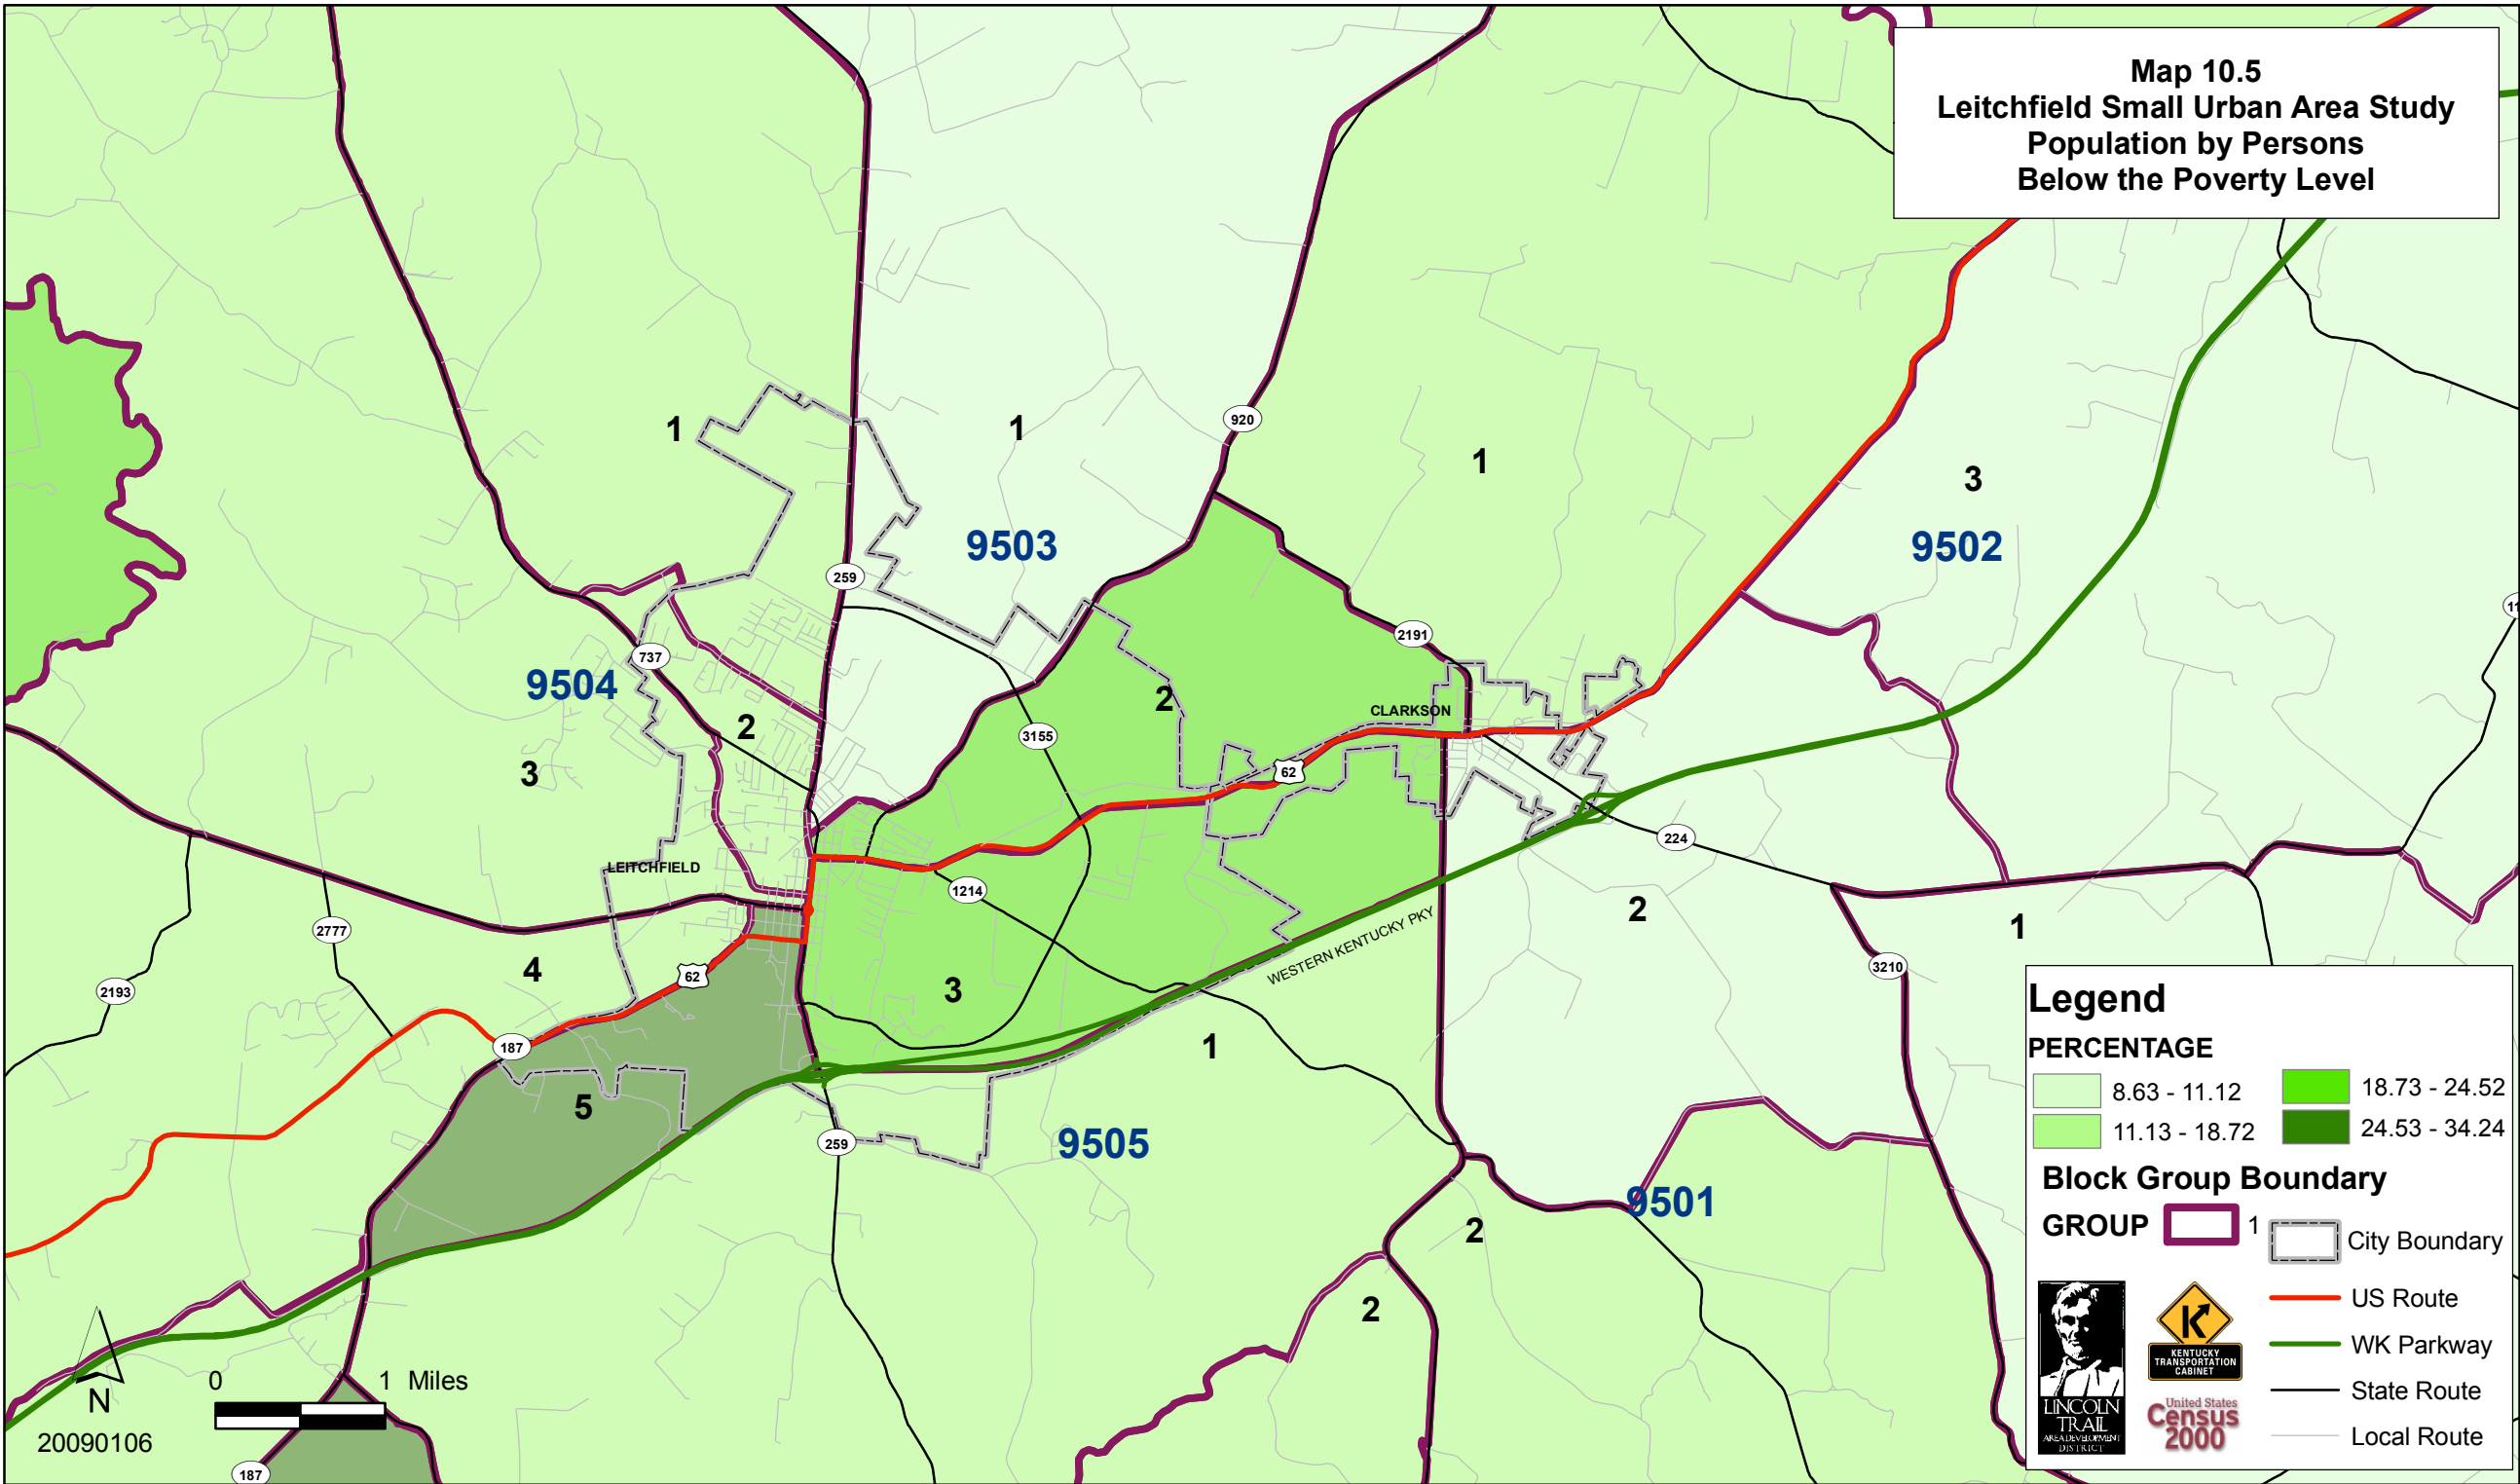 Map 10.5
Leitchfield Small Urban Area Study
Population by Persons
Below the Poverty Level
920
1
1
1
3
9503
9502
259
2191
737
9504
2
2
CLARKSON
3155
3
62
LEITCHFIELD
224
1214
2
2777
WESTERN KENTUCKY PKY
1
4
62
3210
2193
3
187
1
5
259
9505
9501
2
2
0 1 Miles
N
20090106
187
Legend
PERCENTAGE
8.63 - 11.12
18.73 - 24.52
11.13 - 18.72
24.53 - 34.24
Block Group Boundary
GROUP 1
City Boundary
US Route
WK Parkway
State Route
Local Route
LINCOLN
TRAIL
AREA DEVELOPMENT
DISTRICT
K
KENTUCKY
TRANSPORTATION
CABINET
United States
Census
2000